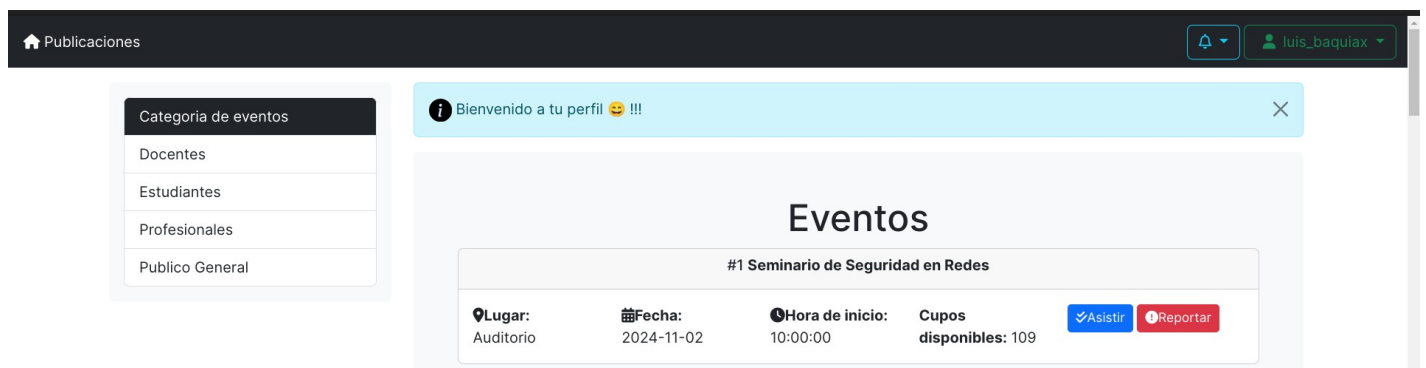 Publicaciones
luis_baquiax
Categoria de eventos
Docentes
Estudiantes
Profesionales
Publico General
Bienvenido a tu perfil 😄 !!!
Eventos
#1 Seminario de Seguridad en Redes
Lugar:
Auditorio
Fecha:
2024-11-02
Hora de inicio:
10:00:00
Cupos
disponibles: 109
Asistir
Reportar